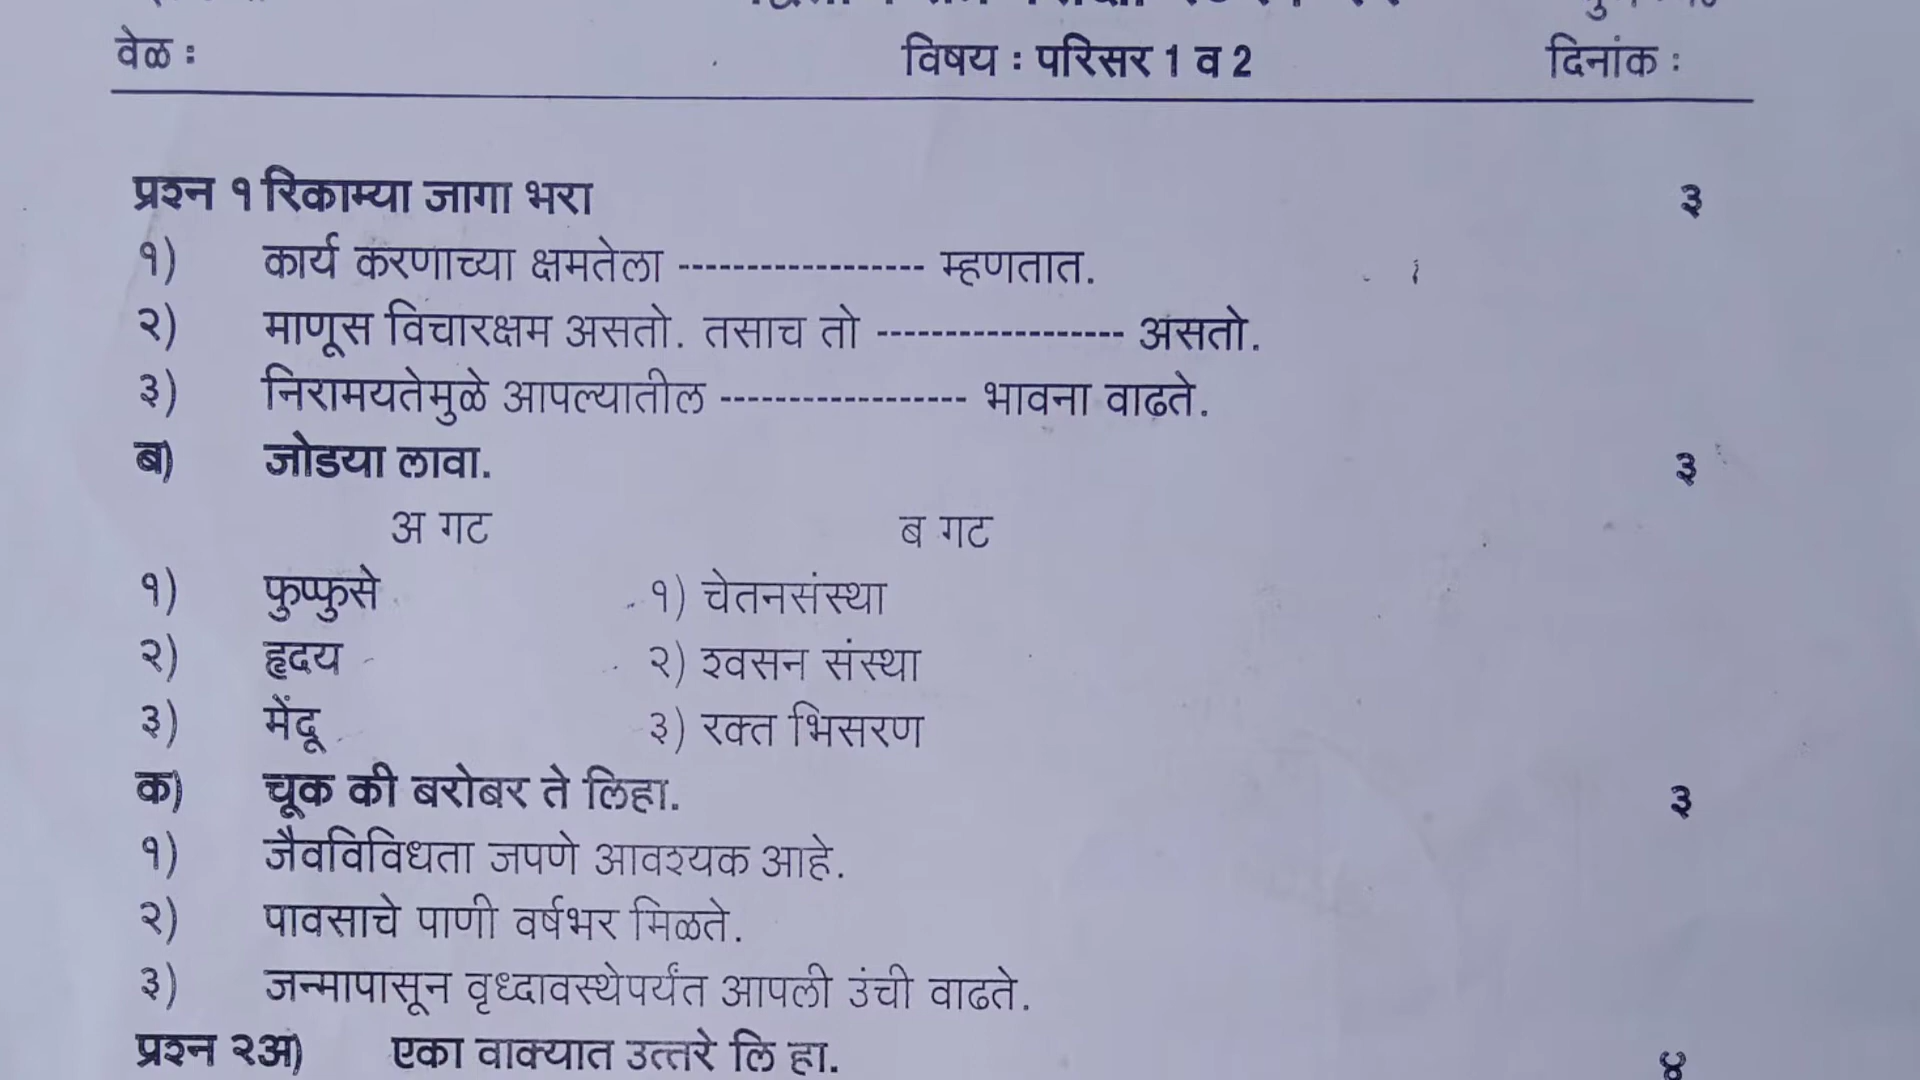 वेळ : विषय : परिसर 1 व 2 दिनांक :
प्रश्न १ रिकाम्या जागा भरा ३
१) कार्य करणाच्या क्षमतेला ------------------ म्हणतात.
२) माणूस विचारक्षम असतो. तसाच तो ------------------ असतो.
३) निरामयतेमुळे आपल्यातील ------------------ भावना वाढते.
ब) जोडया लावा. ३
अ गट ब गट
१) फुप्फुसे १) चेतनसंस्था
२) हृदय २) श्वसन संस्था
३) मेंदू ३) रक्त भिसरण
क) चूक की बरोबर ते लिहा. ३
१) जैवविविधता जपणे आवश्यक आहे.
२) पावसाचे पाणी वर्षभर मिळते.
३) जन्मापासून वृध्दावस्थेपर्यंत आपली उंची वाढते.
प्रश्न २अ) एका वाक्यात उत्तरे लि हा. ४